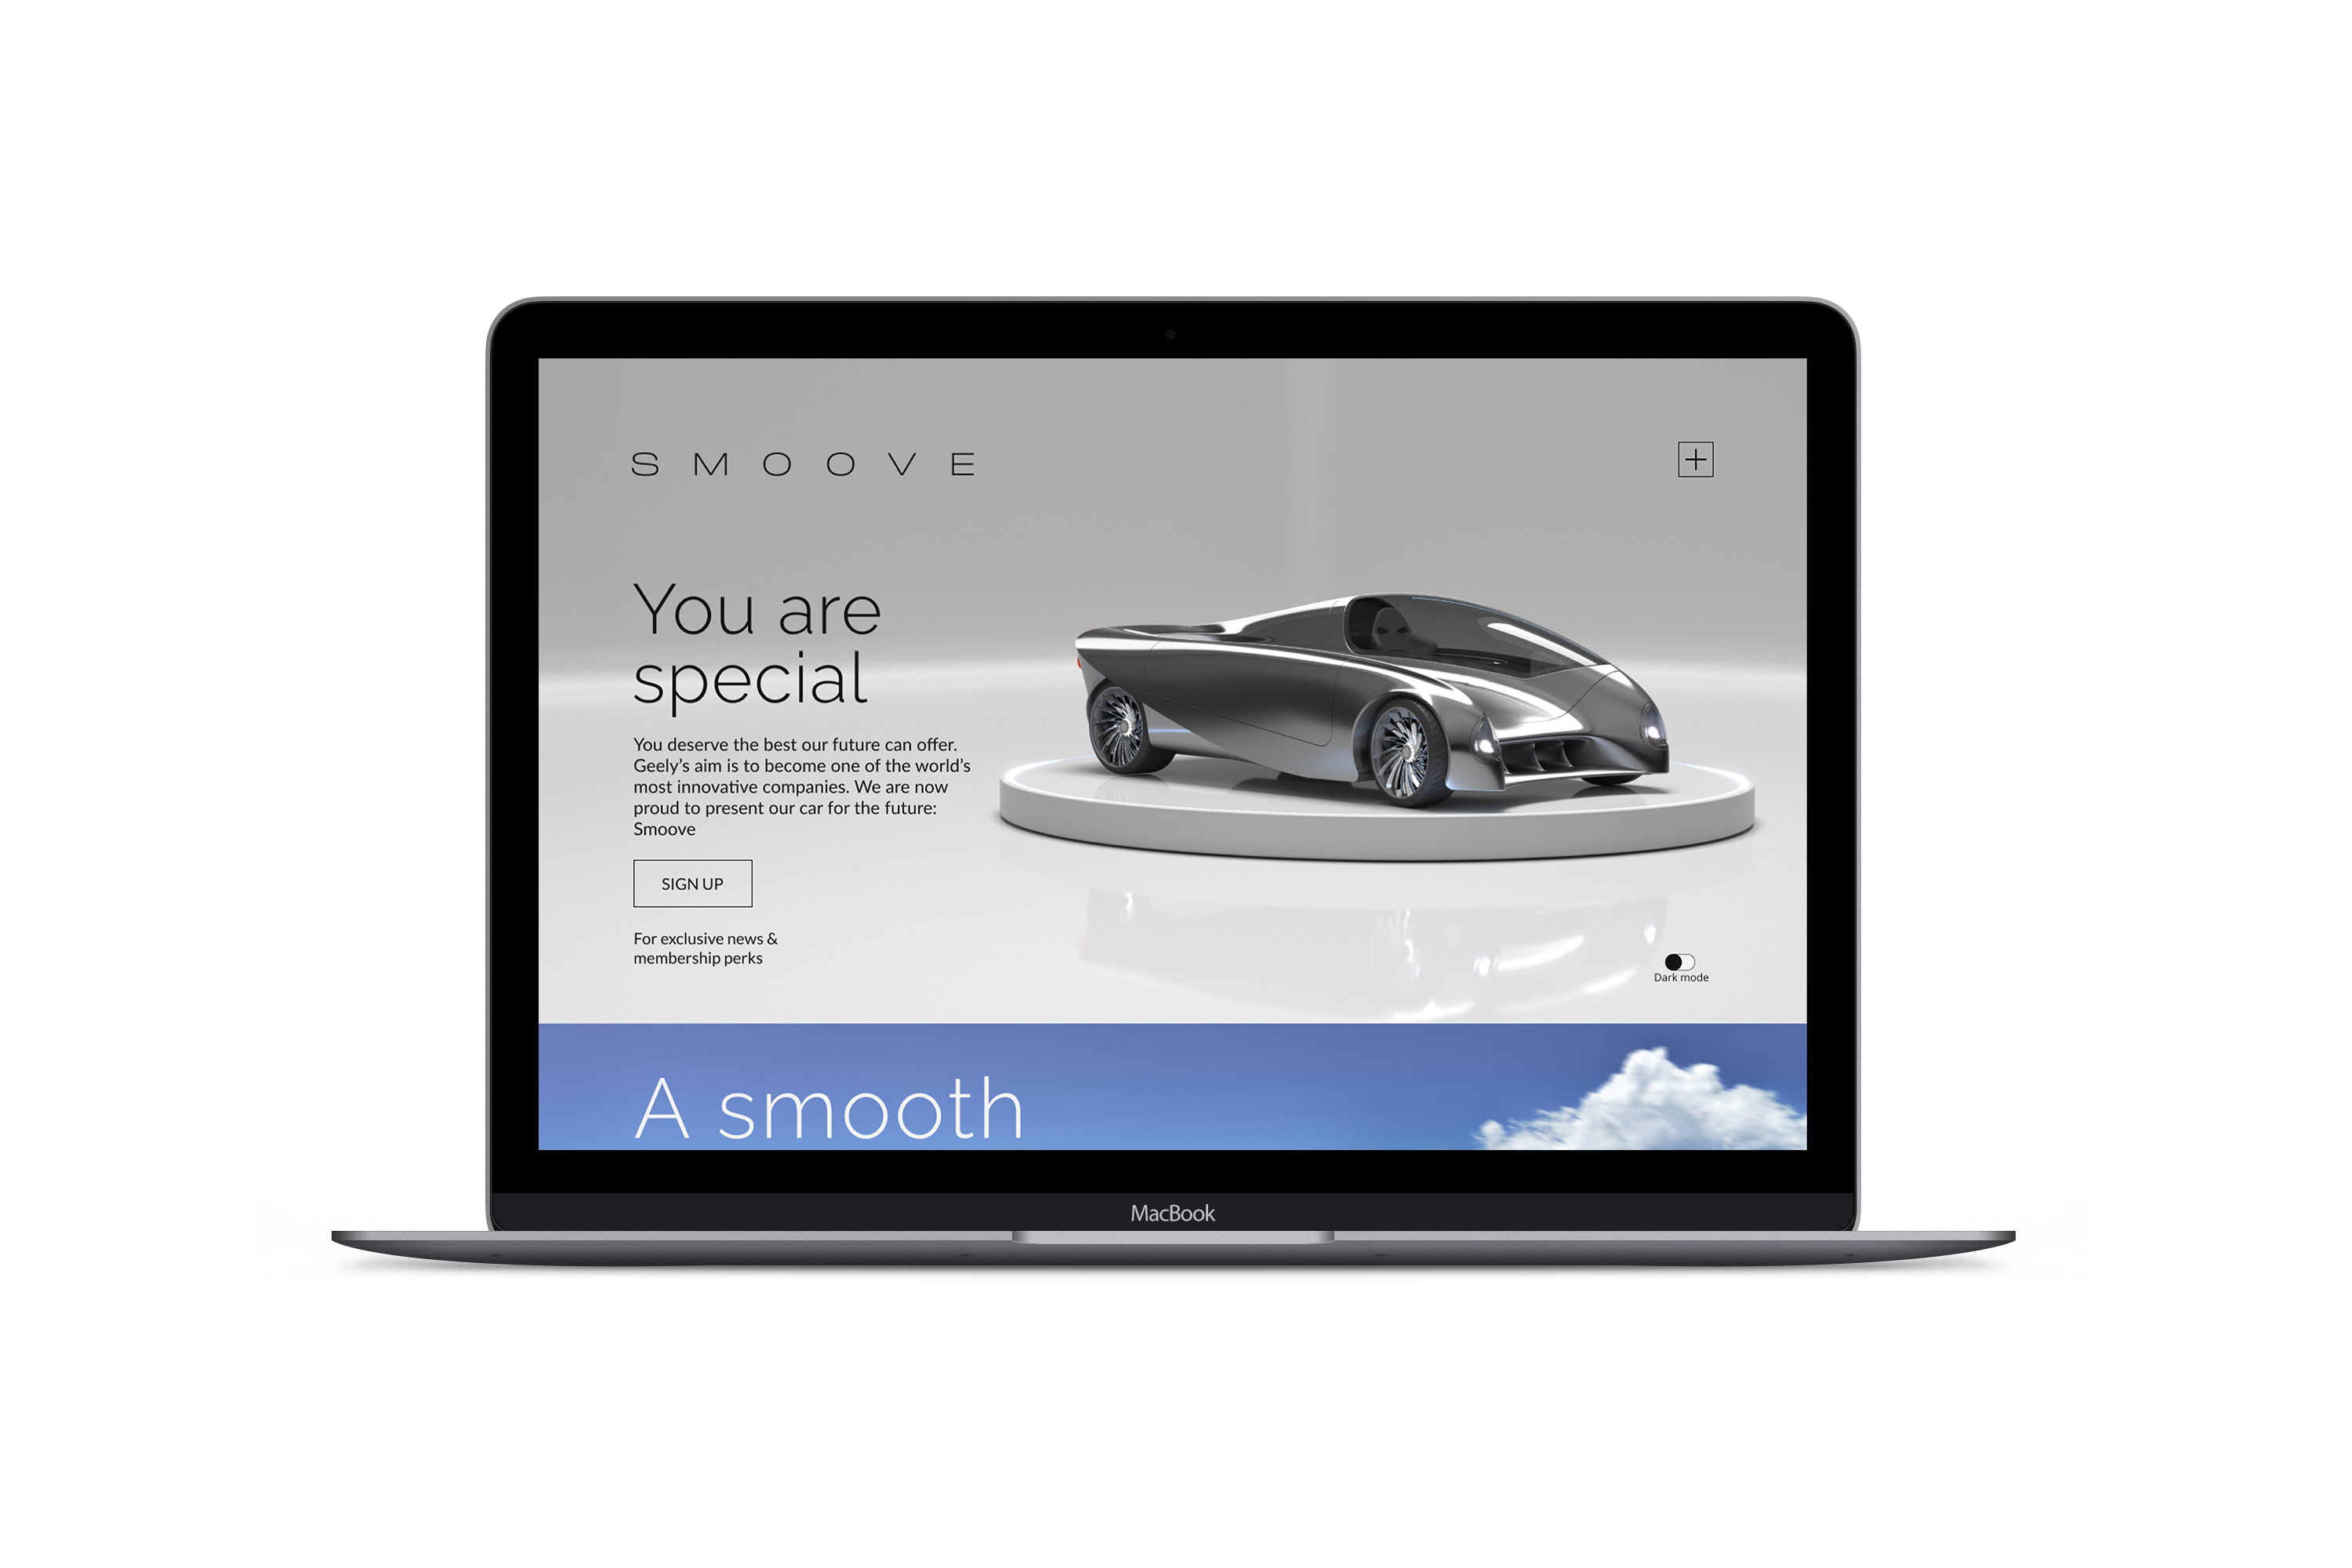 S M O O V E
You are
special
You deserve the best our future can offer.
Geely’s aim is to become one of the world’s
most innovative companies. We are now
proud to present our car for the future:
Smoove
SIGN UP
For exclusive news &
membership perks
Dark mode
A smooth
MacBook